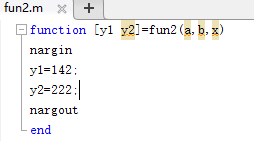 fun2.m × +
function [y1 y2]=fun2(a,b,x)
nargin
y1=142;
y2=222;
nargout
end